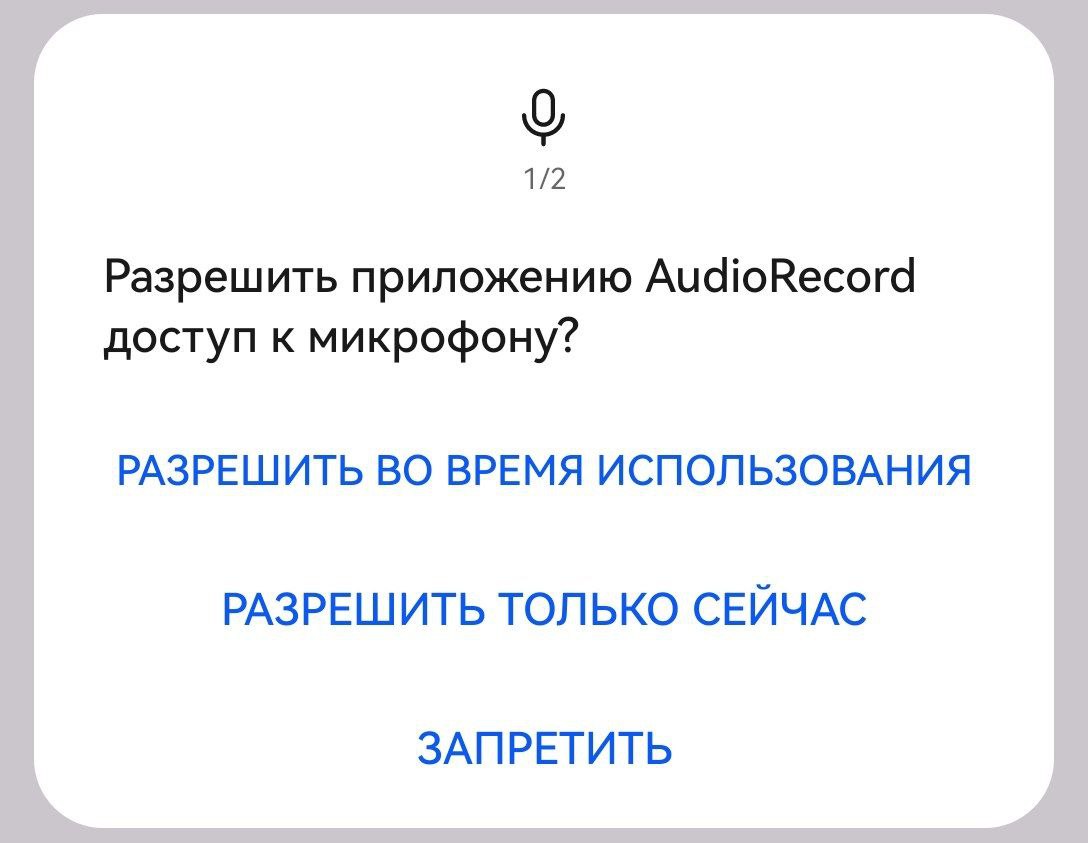 1/2
Разрешить приложению AudioRecord
доступ к микрофону?
РАЗРЕШИТЬ ВО ВРЕМЯ ИСПОЛЬЗОВАНИЯ
РАЗРЕШИТЬ ТОЛЬКО СЕЙЧАС
ЗАПРЕТИТЬ